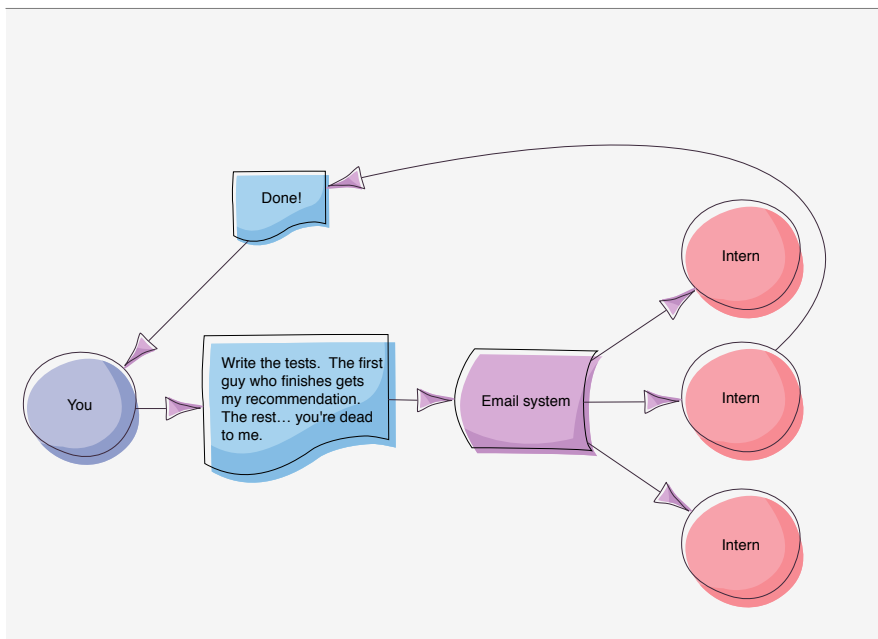 Done!
Intern
You
Write the tests.  The first
guy who finishes gets
my recommendation.
The rest... you're dead
to me.
Email system
Intern
Intern